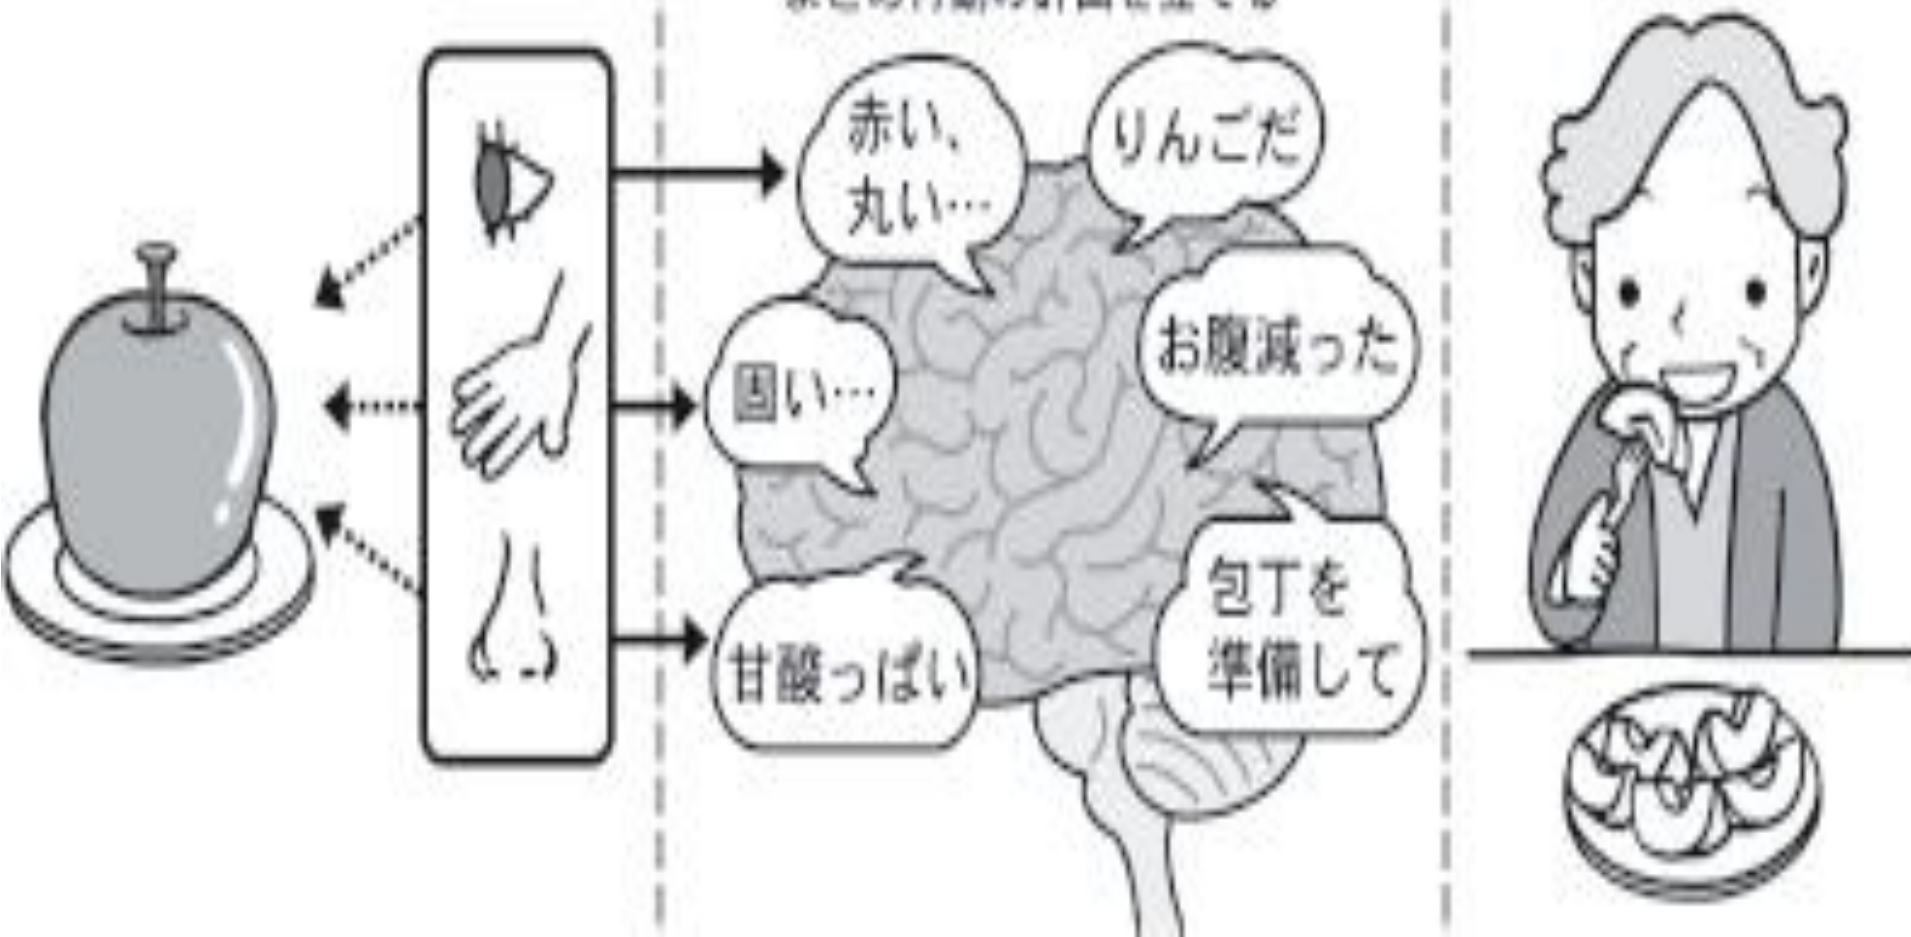 赤い、
丸い…
りんごだ
固い…
お腹減った
甘酸っぱい
包丁を
準備して